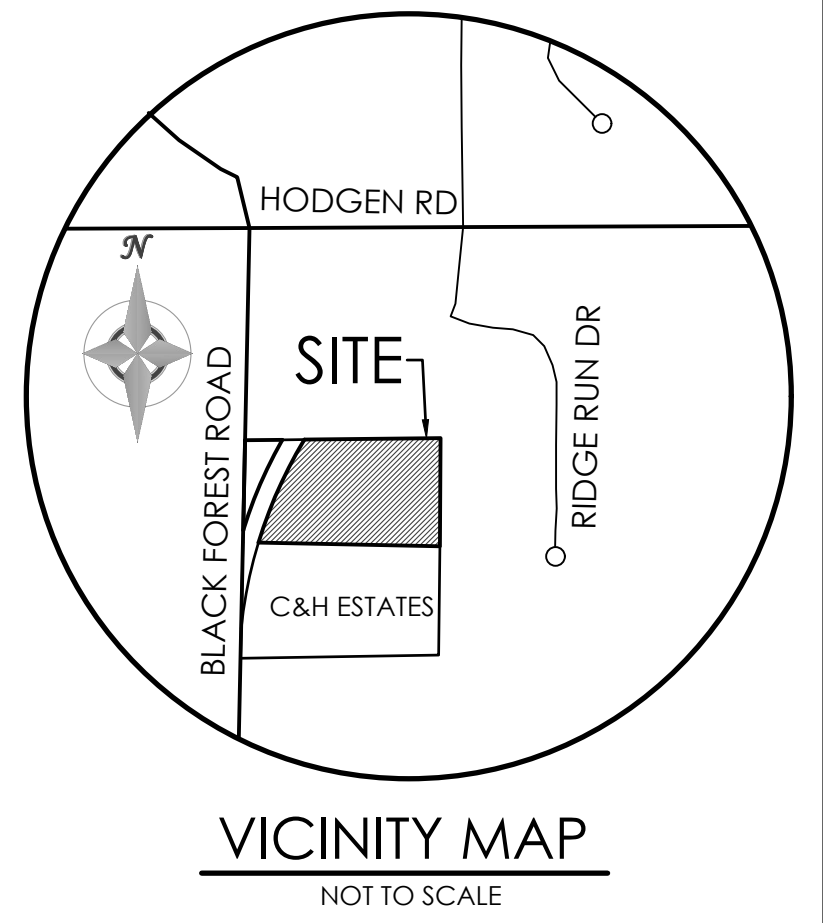 HODGEN RD
N
SITE
BLACK FOREST ROAD
RIDGE RUN DR
C&H ESTATES
VICINITY MAP
NOT TO SCALE